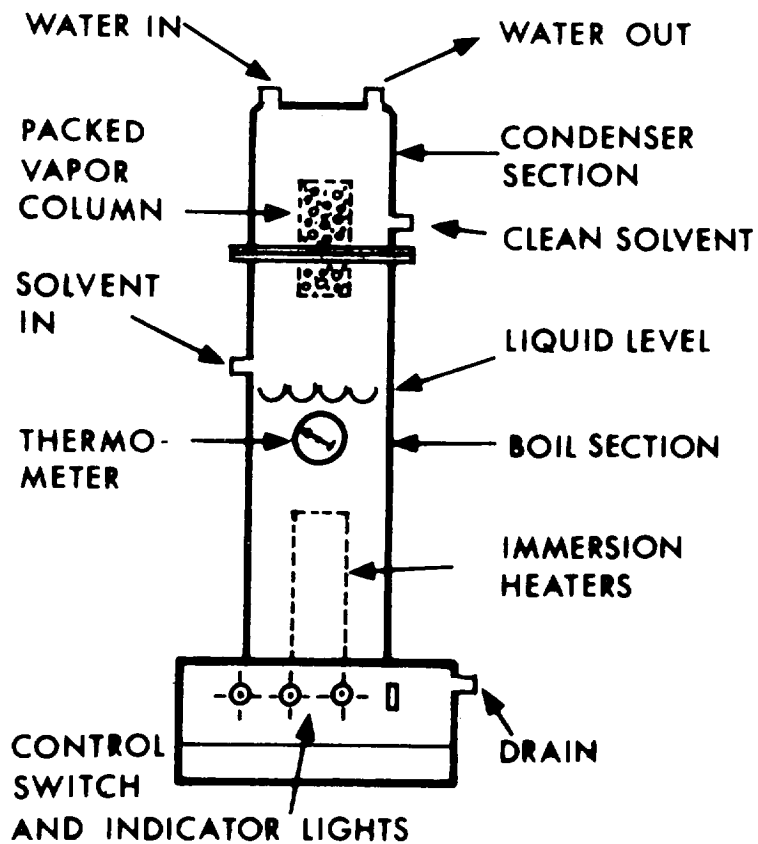 WATER IN
WATER OUT
PACKED
VAPOR
COLUMN
CONDENSER
SECTION
CLEAN SOLVENT
SOLVENT
IN
LIQUID LEVEL
THERMO-
METER
BOIL SECTION
IMMERSION
HEATERS
CONTROL
SWITCH
AND INDICATOR LIGHTS
DRAIN